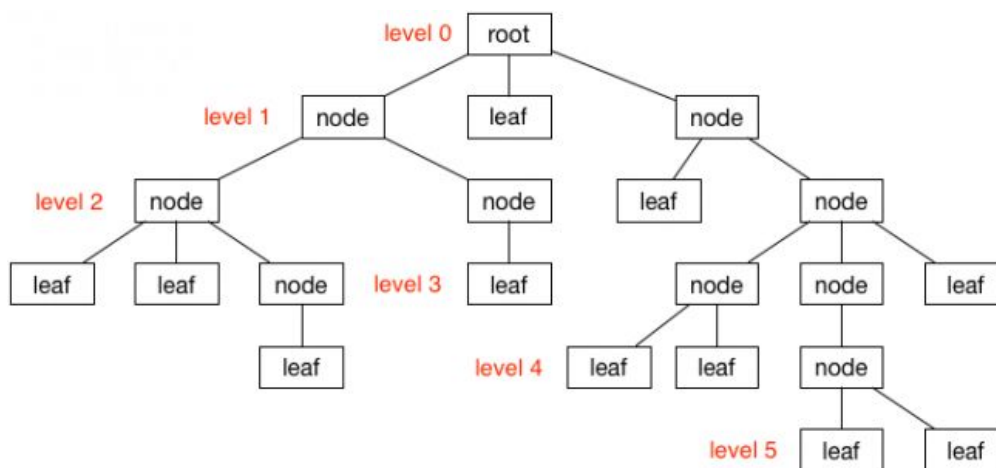 level 0 root
level 1 node leaf node
level 2 node node leaf node
leaf leaf node level 3 leaf node node leaf
leaf level 4 leaf leaf node
level 5 leaf leaf